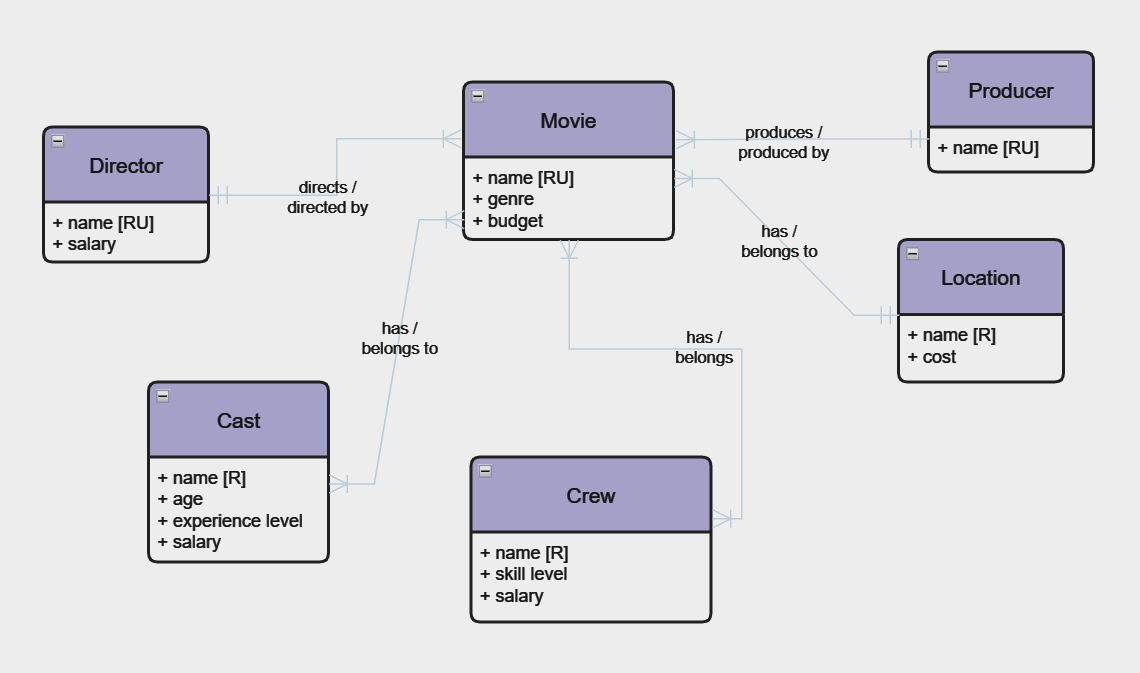 Director
+ name [RU]
+ salary
directs /
directed by
Movie
+ name [RU]
+ genre
+ budget
produces /
produced by
Producer
+ name [RU]
has /
belongs to
Location
+ name [R]
+ cost
has /
belongs to
Cast
+ name [R]
+ age
+ experience level
+ salary
has /
belongs
Crew
+ name [R]
+ skill level
+ salary